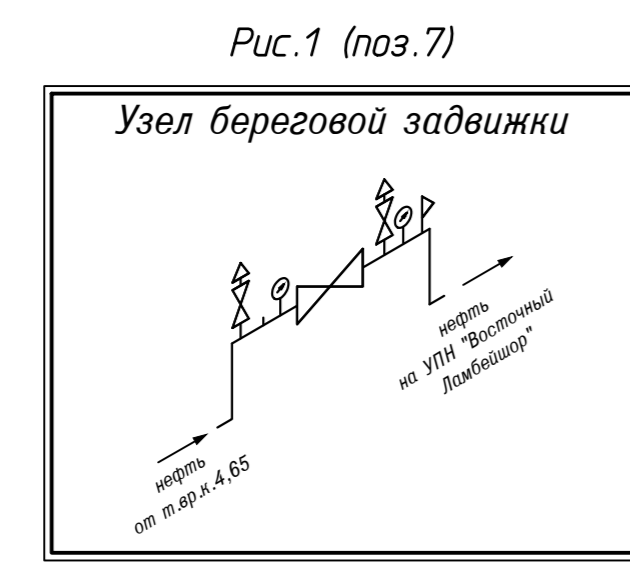 Рис.1 (поз.7)
Узел береговой задвижки
нефть
на УПН "Восточный
Ламбейшор"
нефть
от т.вр.к.4,65